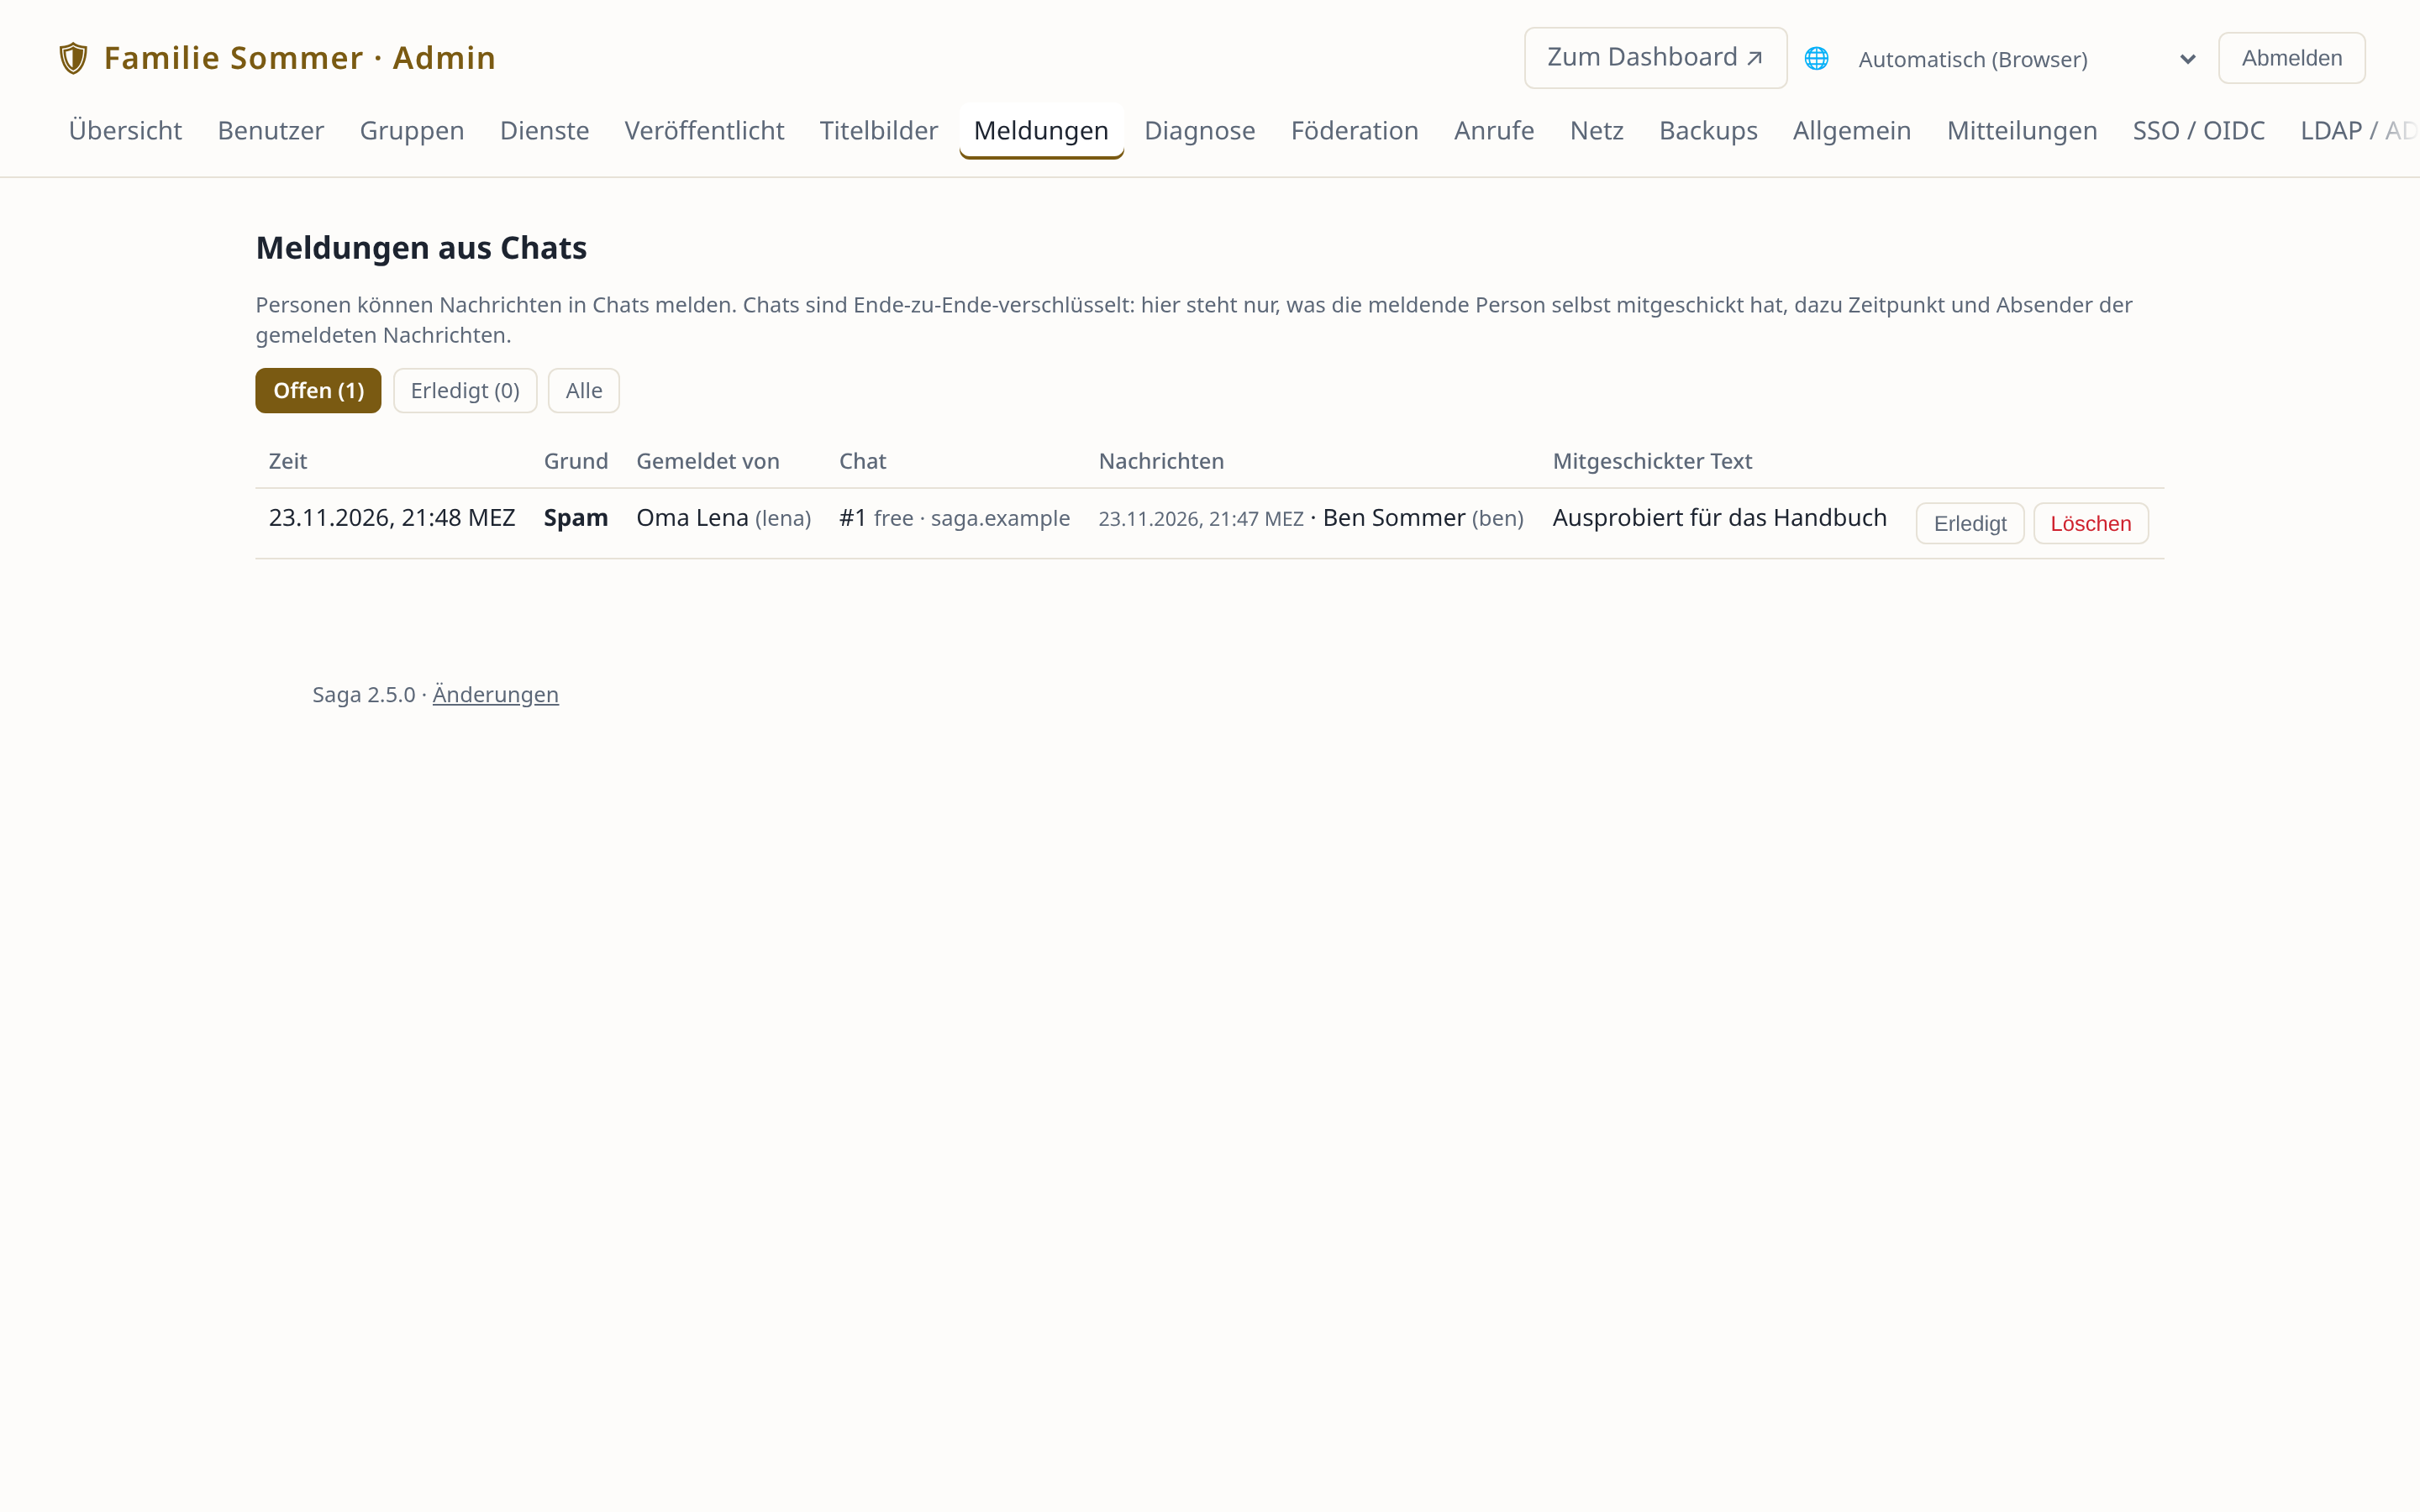 Familie Sommer · Admin
Zum Dashboard ↗
Automatisch (Browser)
Abmelden
Übersicht Benutzer Gruppen Dienste Veröffentlicht Titelbilder Meldungen Diagnose Föderation Anrufe Netz Backups Allgemein Mitteilungen SSO / OIDC LDAP / AD
Meldungen aus Chats
Personen können Nachrichten in Chats melden. Chats sind Ende-zu-Ende-verschlüsselt: hier steht nur, was die meldende Person selbst mitgeschickt hat, dazu Zeitpunkt und Absender der
gemeldeten Nachrichten.
Offen (1) Erledigt (0) Alle
Zeit Grund Gemeldet von Chat Nachrichten Mitgeschickter Text
23.11.2026, 21:48 MEZ Spam Oma Lena (lena) #1 free · saga.example 23.11.2026, 21:47 MEZ · Ben Sommer (ben) Ausprobiert für das Handbuch Erledigt Löschen
Saga 2.5.0 · Änderungen